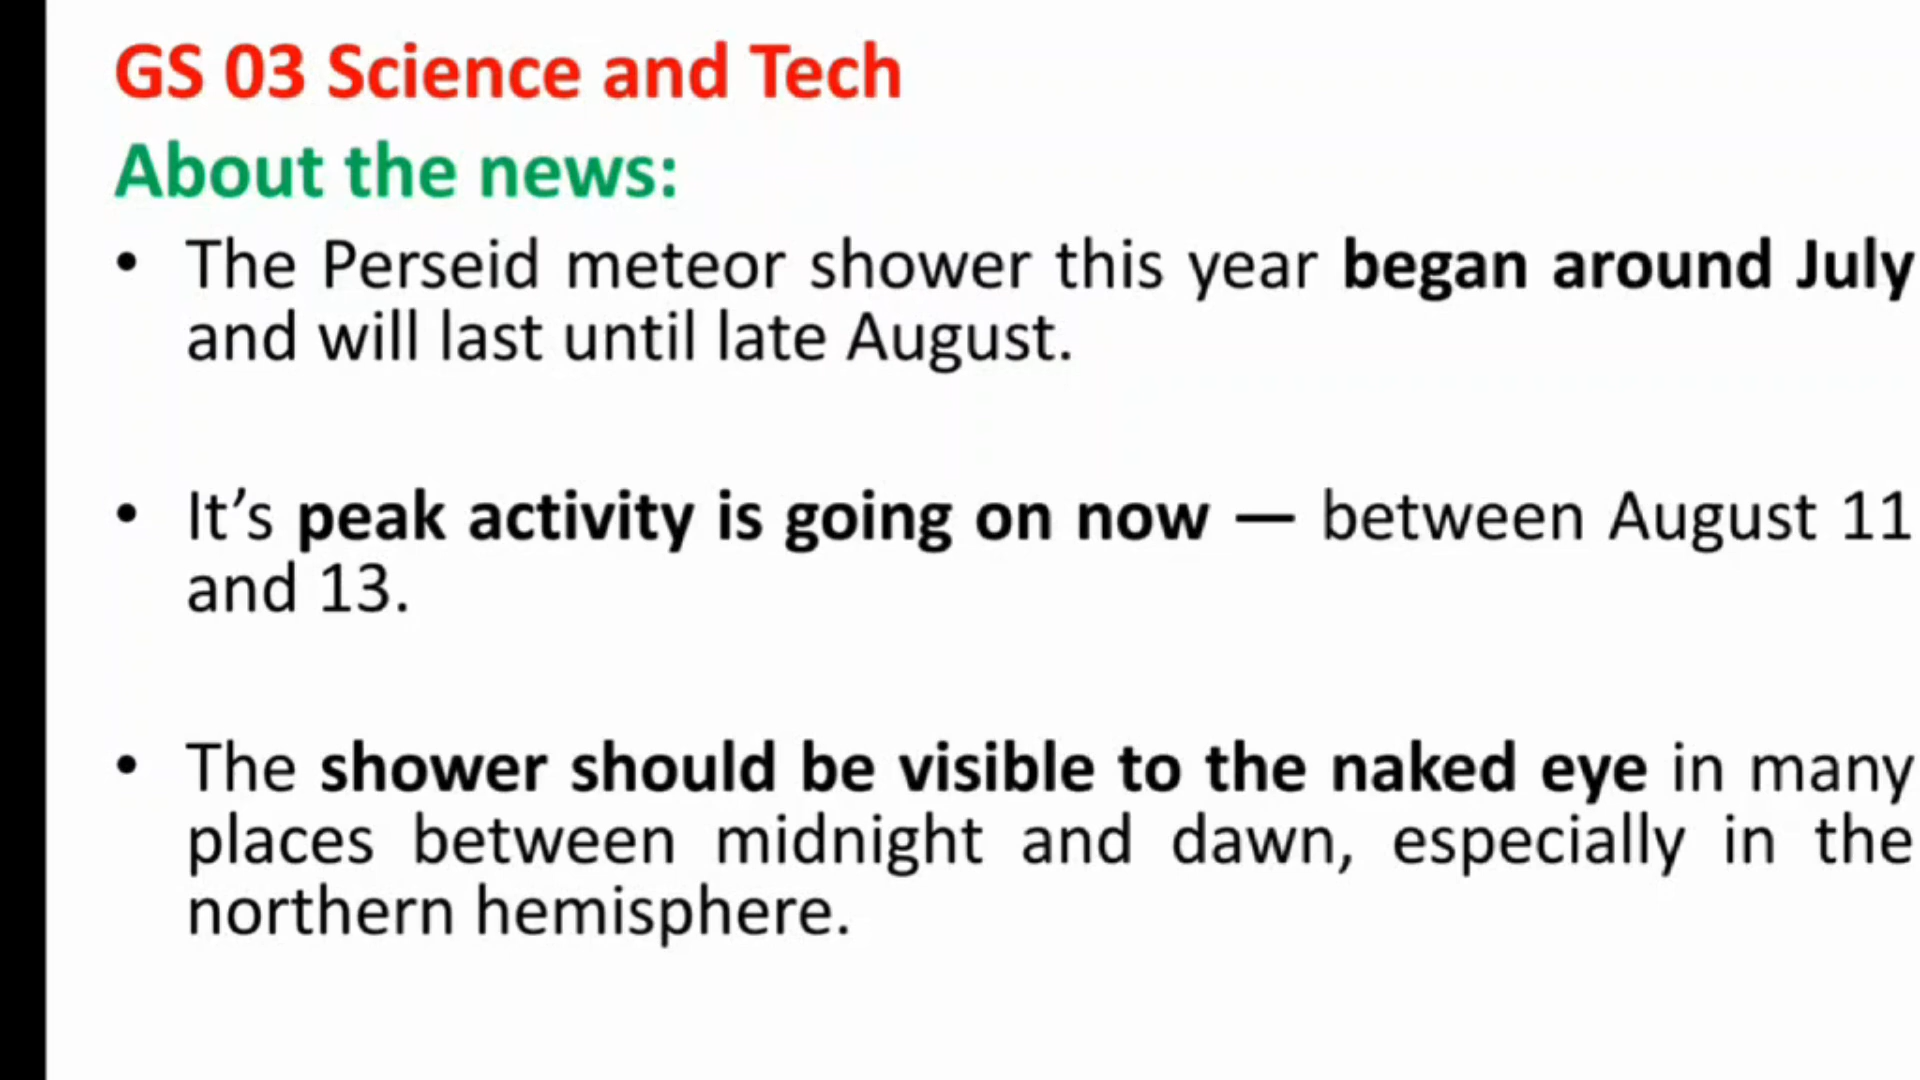 GS 03 Science and Tech
About the news:
• The Perseid meteor shower this year began around July
and will last until late August.
• It’s peak activity is going on now — between August 11
and 13.
• The shower should be visible to the naked eye in many
places between midnight and dawn, especially in the
northern hemisphere.